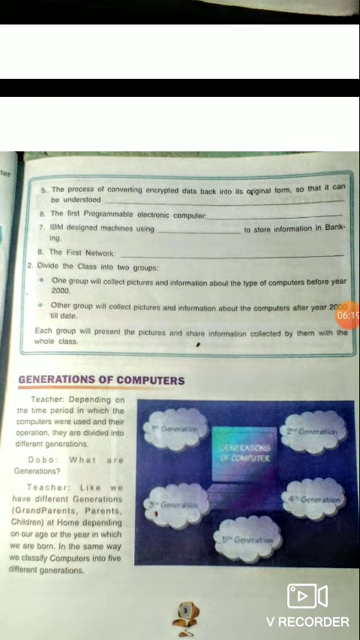 ter
5. The process of converting encrypted data back into its original form, so that it can
be understood
6. The first Programmable electronic computer
7. IBM designed machines using to store information in Bank-
ing.
8. The First Network:
2. Divide the Class into two groups:
One group will collect pictures and information about the type of computers before year
2000.
Other group will collect pictures and information about the computers after year 2000
till date.
Each group will present the pictures and share information collected by them with the
whole class.
06:19
GENERATIONS OF COMPUTERS
Teacher: Depending on
the time period in which the
computers were used and their
operation, they are divided into
different generations.
Dobo: What are
Generations?
Teacher: Like we
have different Generations
(GrandParents, Parents,
Children) at Home depending
on our age or the year in which
we are born. In the same way
we classify Computers into five
different generations.
1st Generation
2nd Generation
GENERATIONS
OF COMPUTER
3rd Generation
4th Generation
5th Generation
V RECORDER